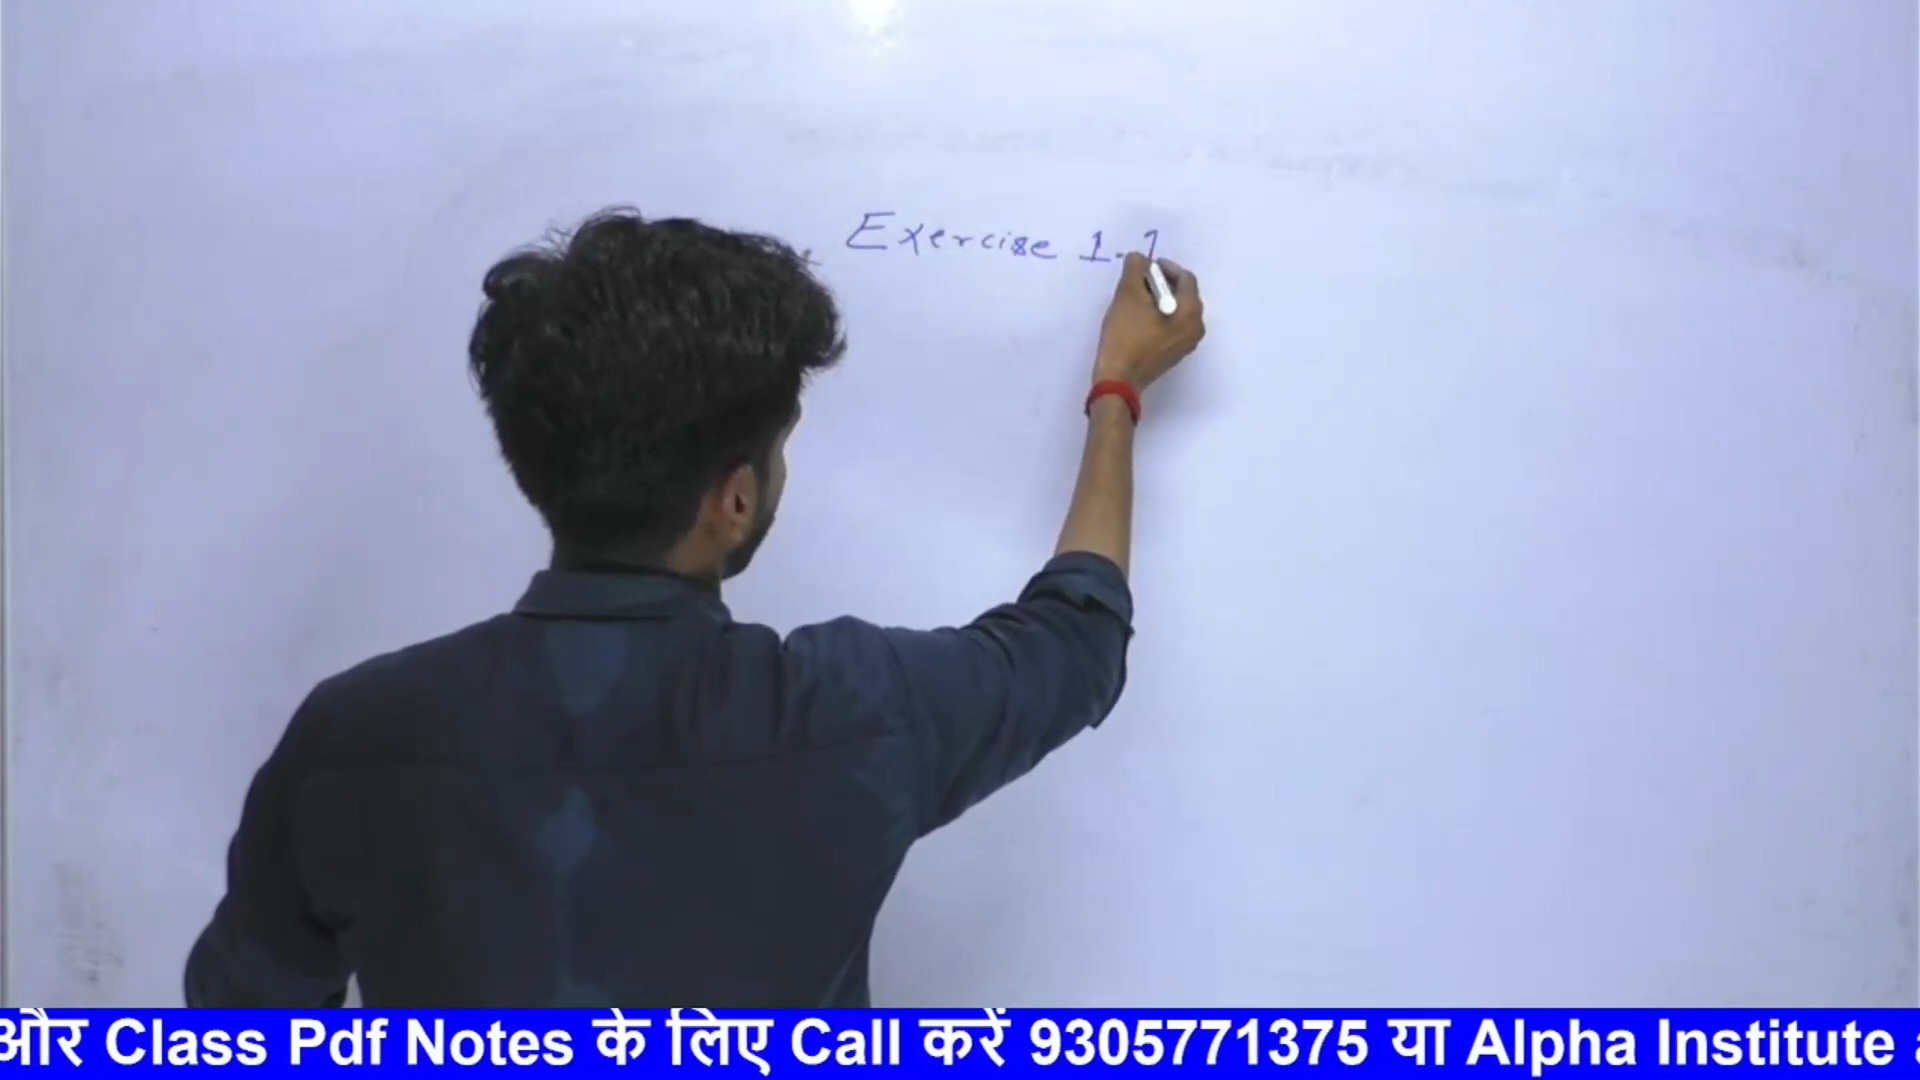 Exercise 1.1
और Class Pdf Notes के लिए Call करें 9305771375 या Alpha Institute